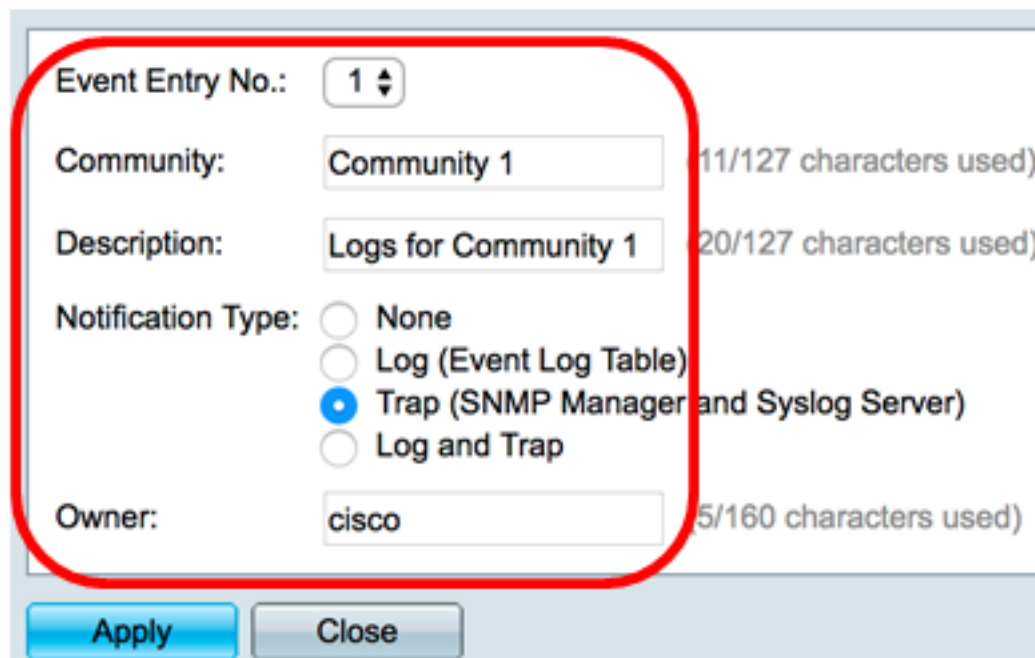 Event Entry No.: 1
Community: Community 1 (11/127 characters used)
Description: Logs for Community 1 (20/127 characters used)
Notification Type: None
Log (Event Log Table)
Trap (SNMP Manager and Syslog Server)
Log and Trap
Owner: cisco (5/160 characters used)
Apply Close